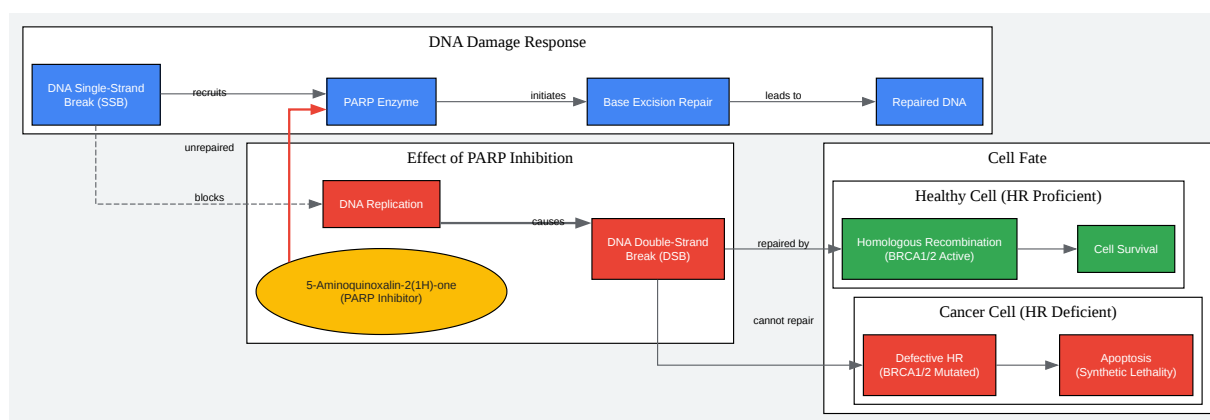 DNA Damage Response
DNA Single-Strand
Break (SSB)
recruits
PARP Enzyme
initiates
Base Excision Repair
leads to
Repaired DNA
unrepaired
blocks
Effect of PARP Inhibition
DNA Replication
causes
DNA Double-Strand
Break (DSB)
5-Aminoquinoxalin-2(1H)-one
(PARP Inhibitor)
repaired by
cannot repair
Cell Fate
Healthy Cell (HR Proficient)
Homologous Recombination
(BRCA1/2 Active)
Cell Survival
Cancer Cell (HR Deficient)
Defective HR
(BRCA1/2 Mutated)
Apoptosis
(Synthetic Lethality)